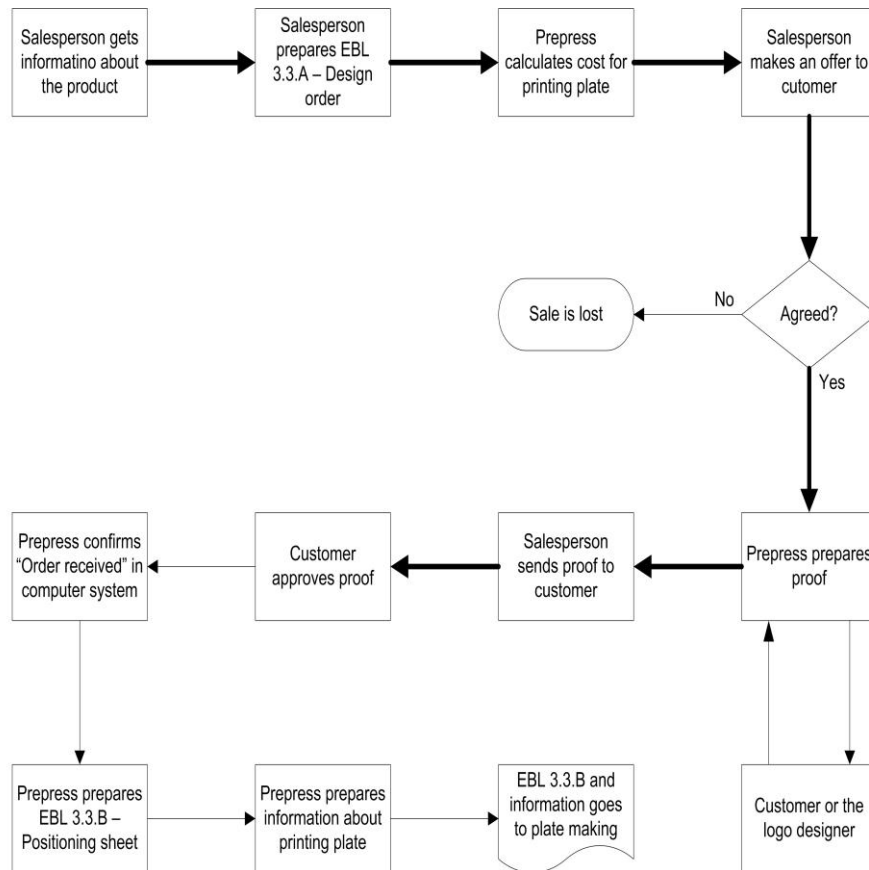 Salesperson gets
informatino about
the product
Salesperson
prepares EBL
3.3.A – Design
order
Prepress
calculates cost for
printing plate
Salesperson
makes an offer to
cutomer
Sale is lost
No
Agreed?
Yes
Prepress confirms
“Order received” in
computer system
Customer
approves proof
Salesperson
sends proof to
customer
Prepress prepares
proof
Prepress prepares
EBL 3.3.B –
Positioning sheet
Prepress prepares
information about
printing plate
EBL 3.3.B and
information goes
to plate making
Customer or the
logo designer